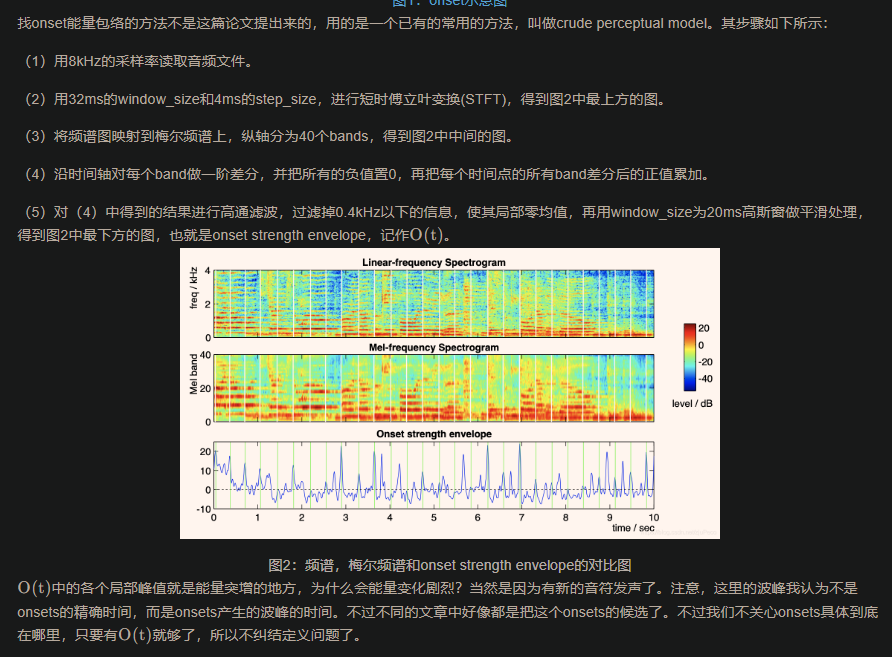 图1：onset示意图
找onset能量包络的方法不是这篇论文提出来的，用的是一个已有的常用的方法，叫做crude perceptual model。其步骤如下所示：
（1）用8kHz的采样率读取音频文件。
（2）用32ms的window_size和4ms的step_size，进行短时傅立叶变换(STFT)，得到图2中最上方的图。
（3）将频谱图映射到梅尔频谱上，纵轴分为40个bands，得到图2中中间的图。
（4）沿时间轴对每个band做一阶差分，并把所有的负值置0，再把每个时间点的所有band差分后的正值累加。
（5）对（4）中得到的结果进行高通滤波，过滤掉0.4kHz以下的信息，使其局部零均值，再用window_size为20ms高斯窗做平滑处理，
得到图2中最下方的图，也就是onset strength envelope，记作O(t)。
Linear-frequency Spectrogram
freq / kHz
4
2
0
Mel-frequency Spectrogram
Mel band
40
20
0
20
0
-20
-40
level / dB
Onset strength envelope
20
10
0
-10
0 1 2 3 4 5 6 7 8 9 10
time / sec
图2：频谱，梅尔频谱和onset strength envelope的对比图
O(t)中的各个局部峰值就是能量突增的地方，为什么会能量变化剧烈？当然是因为有新的音符发声了。注意，这里的波峰我认为不是
onsets的精确时间，而是onsets产生的波峰的时间。不过不同的文章中好像都是把这个onsets的候选了。不过我们不关心onsets具体到底
在哪里，只要有O(t)就够了，所以不纠结定义问题了。